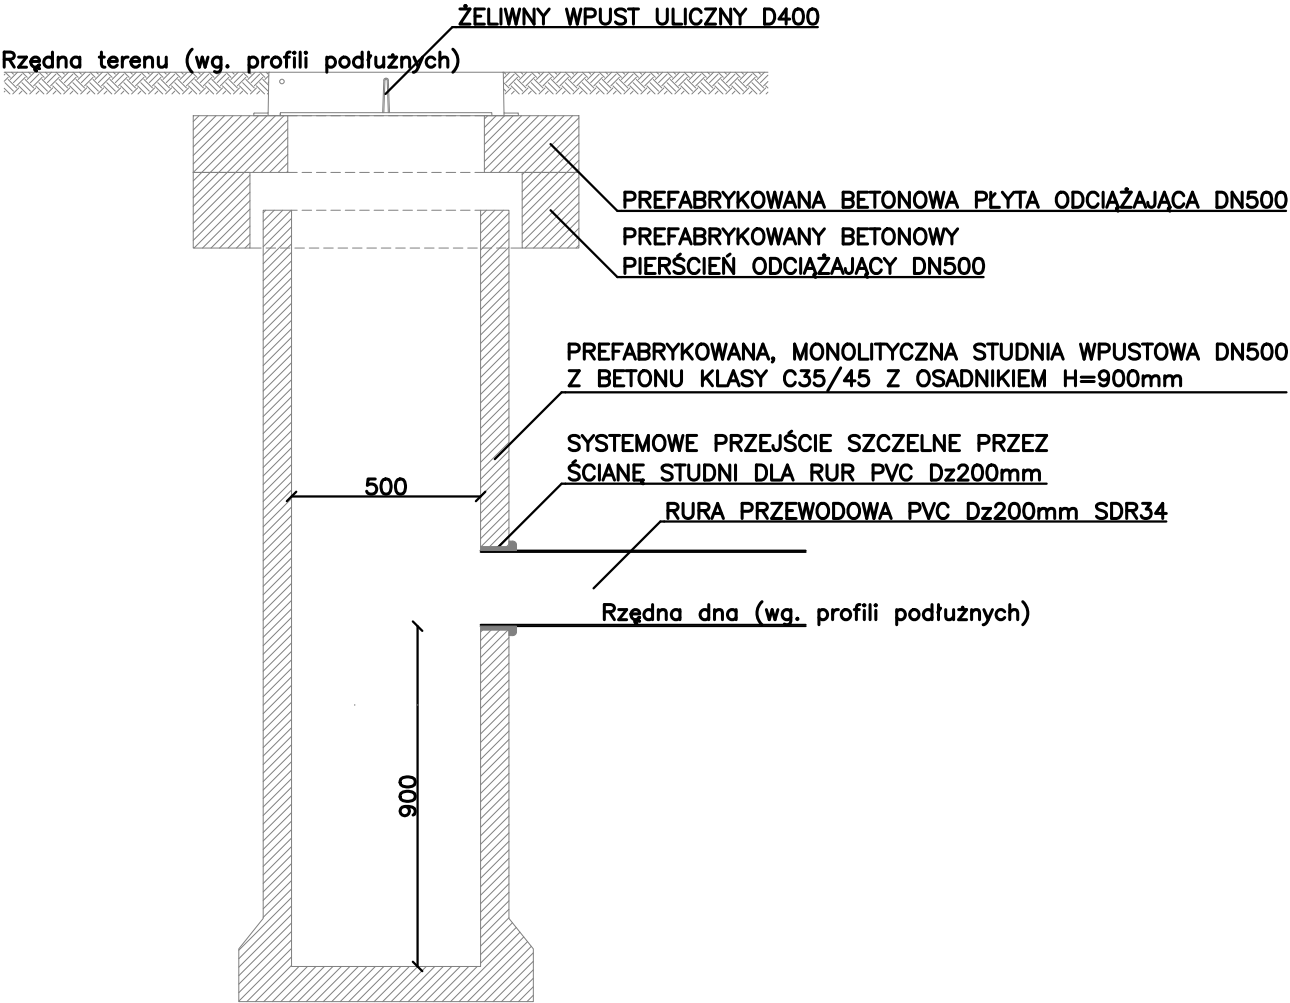 ŻELIWNY WPUST ULICZNY D400
Rzędna terenu (wg. profili podłużnych)
PREFABRYKOWANA BETONOWA PŁYTA ODCIĄŻAJĄCA DN500
PREFABRYKOWANY BETONOWY
PIERŚCIEŃ ODCIĄŻAJĄCY DN500
PREFABRYKOWANA, MONOLITYCZNA STUDNIA WPUSTOWA DN500
Z BETONU KLASY C35/45 Z OSADNIKIEM H=900mm
SYSTEMOWE PRZEJŚCIE SZCZELNE PRZEZ
ŚCIANĘ STUDNI DLA RUR PVC Dz200mm
500
RURA PRZEWODOWA PVC Dz200mm SDR34
Rzędna dna (wg. profili podłużnych)
900